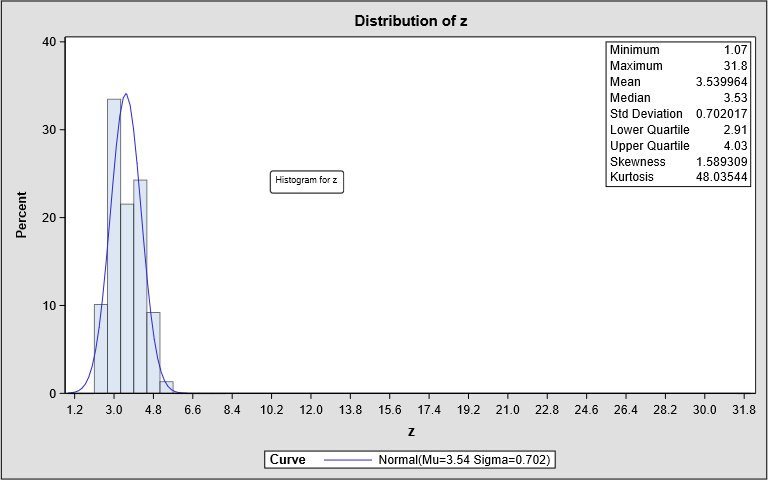 Distribution of z
40
30
20
10
0
Percent
Minimum 1.07
Maximum 31.8
Mean 3.539964
Median 3.53
Std Deviation 0.702017
Lower Quartile 2.91
Upper Quartile 4.03
Skewness 1.589309
Kurtosis 48.03544
Histogram for z
1.2 3.0 4.8 6.6 8.4 10.2 12.0 13.8 15.6 17.4 19.2 21.0 22.8 24.6 26.4 28.2 30.0 31.8
z
Curve Normal(Mu=3.54 Sigma=0.702)